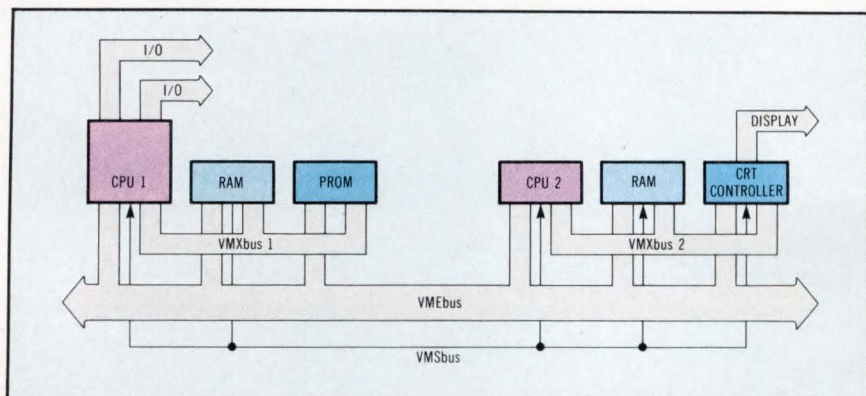 I/O
I/O
DISPLAY
CPU 1
RAM
PROM
CPU 2
RAM
CRT
CONTROLLER
VMXbus 1
VMXbus 2
VMEbus
VMSbus